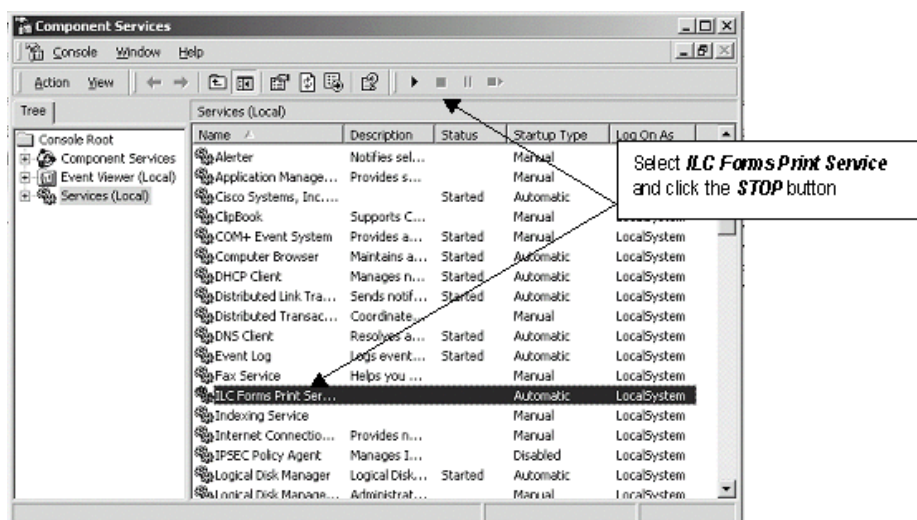 Component Services
Console Window Help
Action View
Tree
Services (Local)
Console Root
Component Services
Event Viewer (Local)
Services (Local)
Name Description Status Startup Type Log On As
Alerter Notifies sel... Manual
Application Manage... Provides s... Manual
Cisco Systems, Inc.... Started Automatic
ClipBook Supports C... Manual
COM+ Event System Provides a... Started Manual LocalSystem
Computer Browser Maintains a... Started Automatic LocalSystem
DHCP Client Manages n... Started Automatic LocalSystem
Distributed Link Tra... Sends notif... Started Automatic LocalSystem
Distributed Transac... Coordinate... Manual LocalSystem
DNS Client Resolves a... Started Automatic LocalSystem
Event Log Logs event... Started Automatic LocalSystem
Fax Service Helps you ... Manual LocalSystem
ILC Forms Print Ser... Automatic LocalSystem
Indexing Service Manual LocalSystem
Internet Connectio... Provides n... Manual LocalSystem
IPSEC Policy Agent Manages I... Disabled LocalSystem
Logical Disk Manager Logical Disk... Started Automatic LocalSystem
Logical Disk Manage... Administrat... Manual LocalSystem
Select ILC Forms Print Service
and click the STOP button